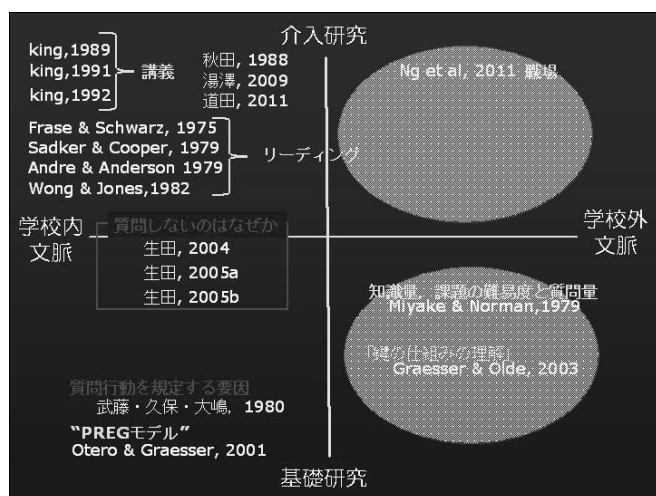 介入研究
king,1989
king,1991
king,1992
講義
秋田, 1988
湯澤, 2009
道田, 2011
Ng et al, 2011 職場
Frase & Schwarz, 1975
Sadker & Cooper, 1979
Andre & Anderson 1979
Wong & Jones,1982
リーディング
学校内
文脈
学校外
文脈
質問しないのはなぜか
生田, 2004
生田, 2005a
生田, 2005b
知識量，課題の難易度と質問量
Miyake & Norman,1979
「鍵の仕組みの理解」
Graesser & Olde, 2003
質問行動を規定する要因
武藤・久保・大嶋, 1980
“PREGモデル”
Otero & Graesser, 2001
基礎研究